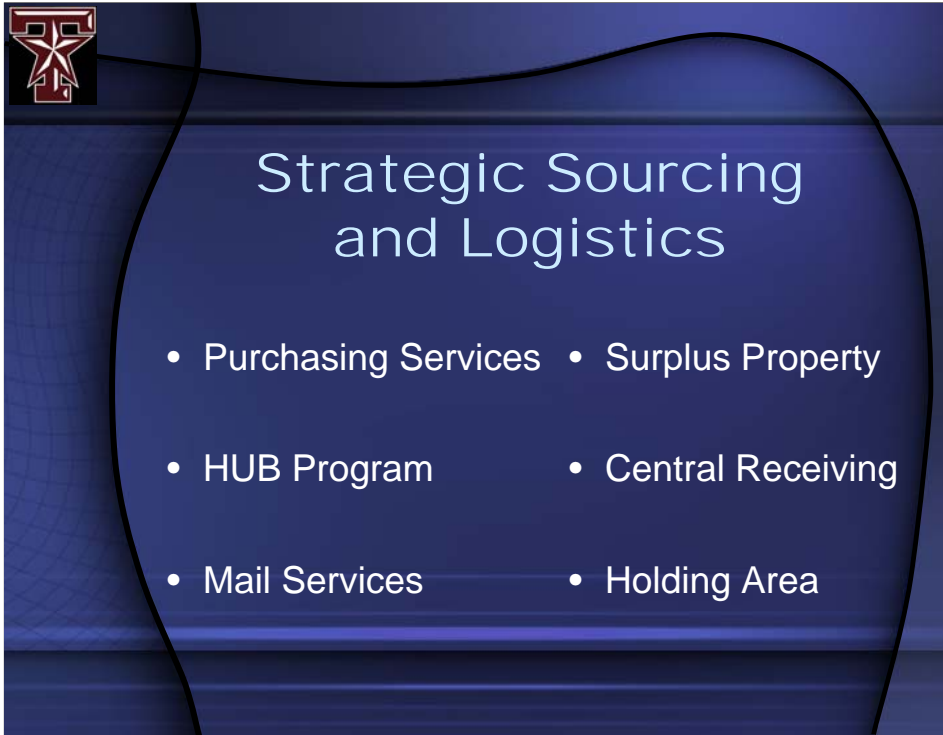 Strategic Sourcing
and Logistics
• Purchasing Services
• HUB Program
• Mail Services
• Surplus Property
• Central Receiving
• Holding Area